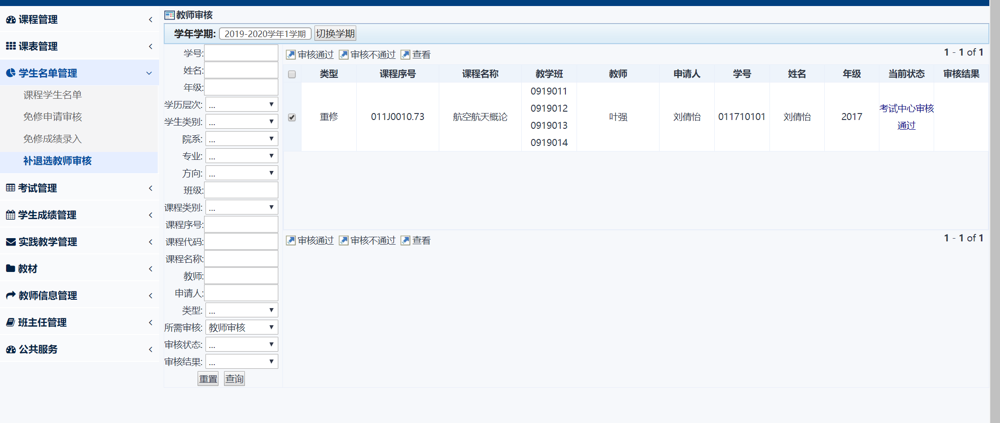 课程管理
课表管理
学生名单管理
课程学生名单
免修申请审核
免修成绩录入
补退选教师审核
考试管理
学生成绩管理
实践教学管理
教材
教师信息管理
班主任管理
公共服务
教师审核
学年学期: 2019-2020学年1学期 切换学期
学号:
姓名:
年级:
学历层次: ...
学生类别: ...
院系: ...
专业: ...
方向: ...
班级:
课程类别: ...
课程序号:
课程代码:
课程名称:
教师:
申请人:
类型: ...
所需审核: 教师审核
审核状态: ...
审核结果: ...
重置 查询
审核通过 审核不通过 查看 1 - 1 of 1
类型 课程序号 课程名称 教学班 教师 申请人 学号 姓名 年级 当前状态 审核结果
重修 011J0010.73 航空航天概论 0919011 0919012 0919013 0919014 叶强 刘倩怡 011710101 刘倩怡 2017 考试中心审核通过
审核通过 审核不通过 查看 1 - 1 of 1